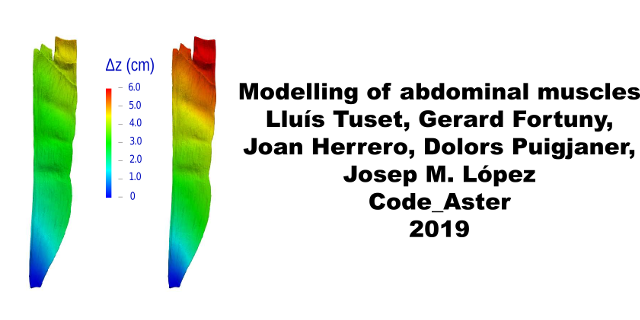 Δz (cm)
6.0
5.0
4.0
3.0
2.0
1.0
0
Modelling of abdominal muscles
Lluís Tuset, Gerard Fortuny,
Joan Herrero, Dolors Puigjaner,
Josep M. López
Code_Aster
2019